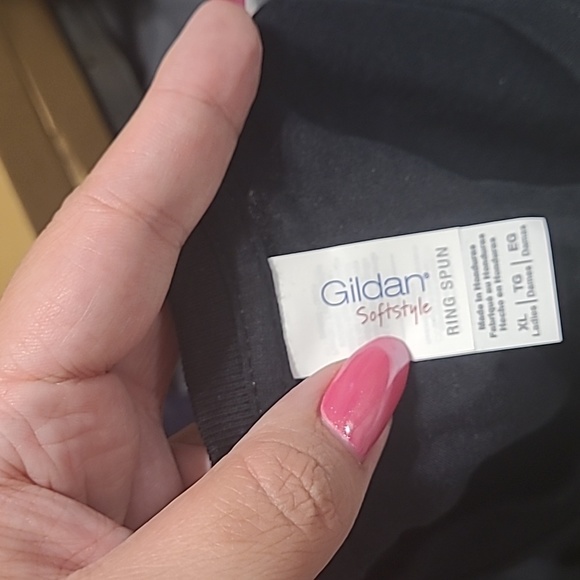 Gildan®
Softstyle
RING SPUN
Made in Honduras
Fabriqué au Honduras
Hecho en Honduras
XL | TG | EG
Ladies | Dames | Damas